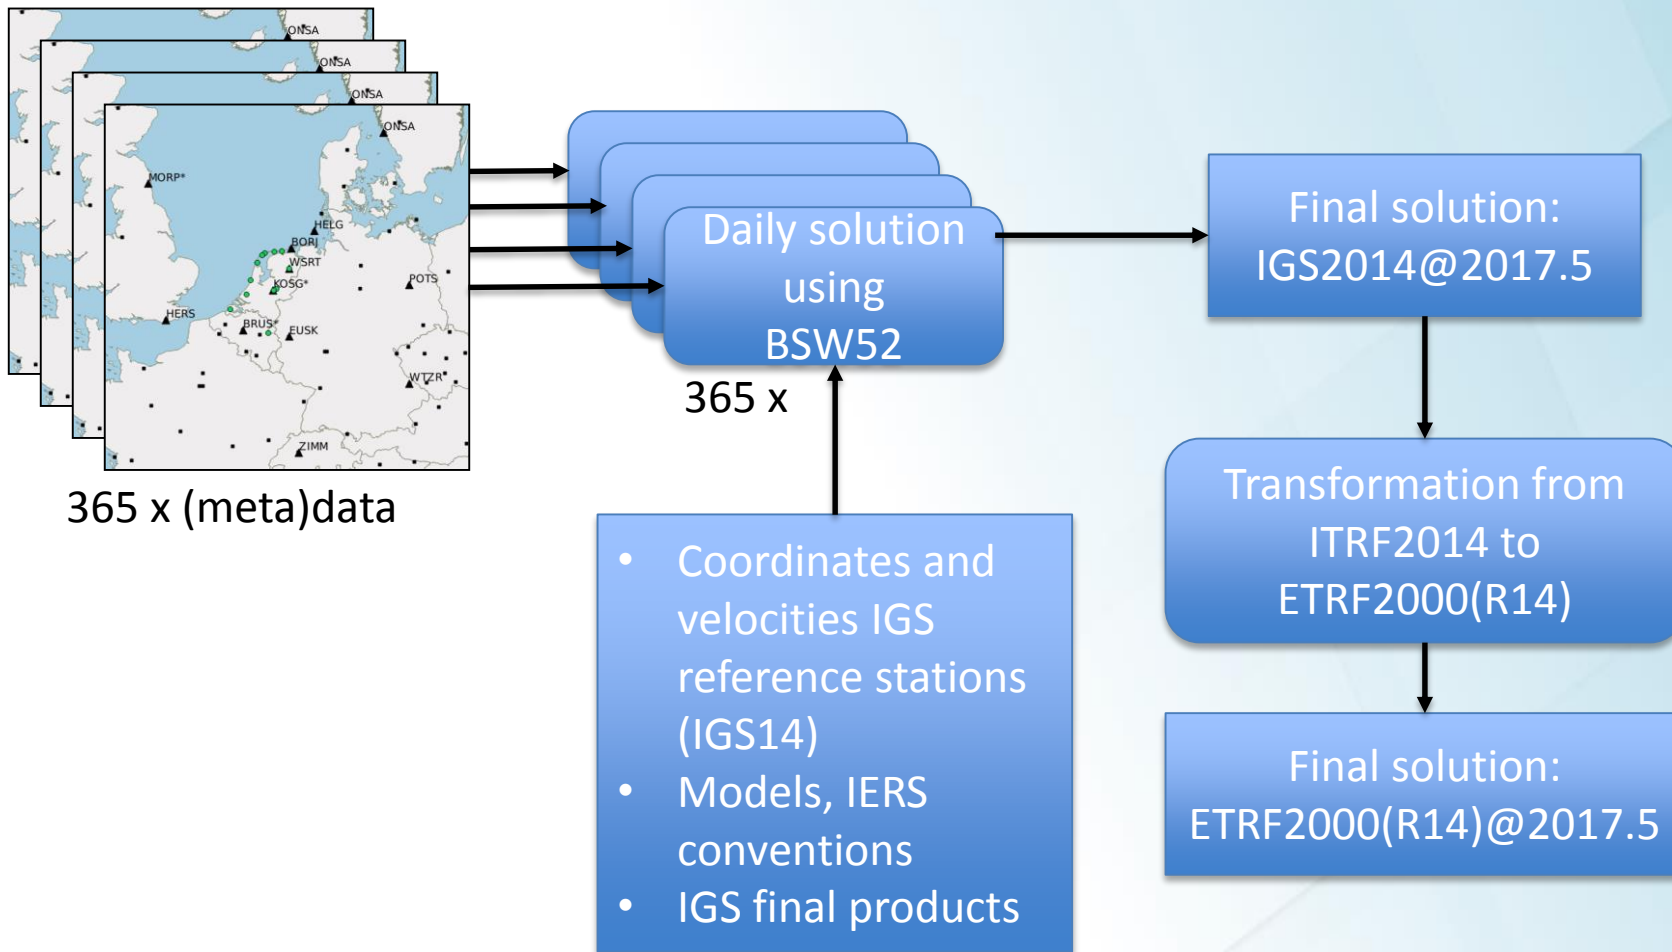 ONSA
ONSA
ONSA
ONSA
MORP*
HELG
BORJ
WSRT
KOSG*
POTS
HERS
BRUS*
EUSK
WTZR
ZIMM
365 x (meta)data
Daily solution
using
BSW52
365 x
• Coordinates and
velocities IGS
reference stations
(IGS14)
• Models, IERS
conventions
• IGS final products
Final solution:
IGS2014@2017.5
Transformation from
ITRF2014 to
ETRF2000(R14)
Final solution:
ETRF2000(R14)@2017.5